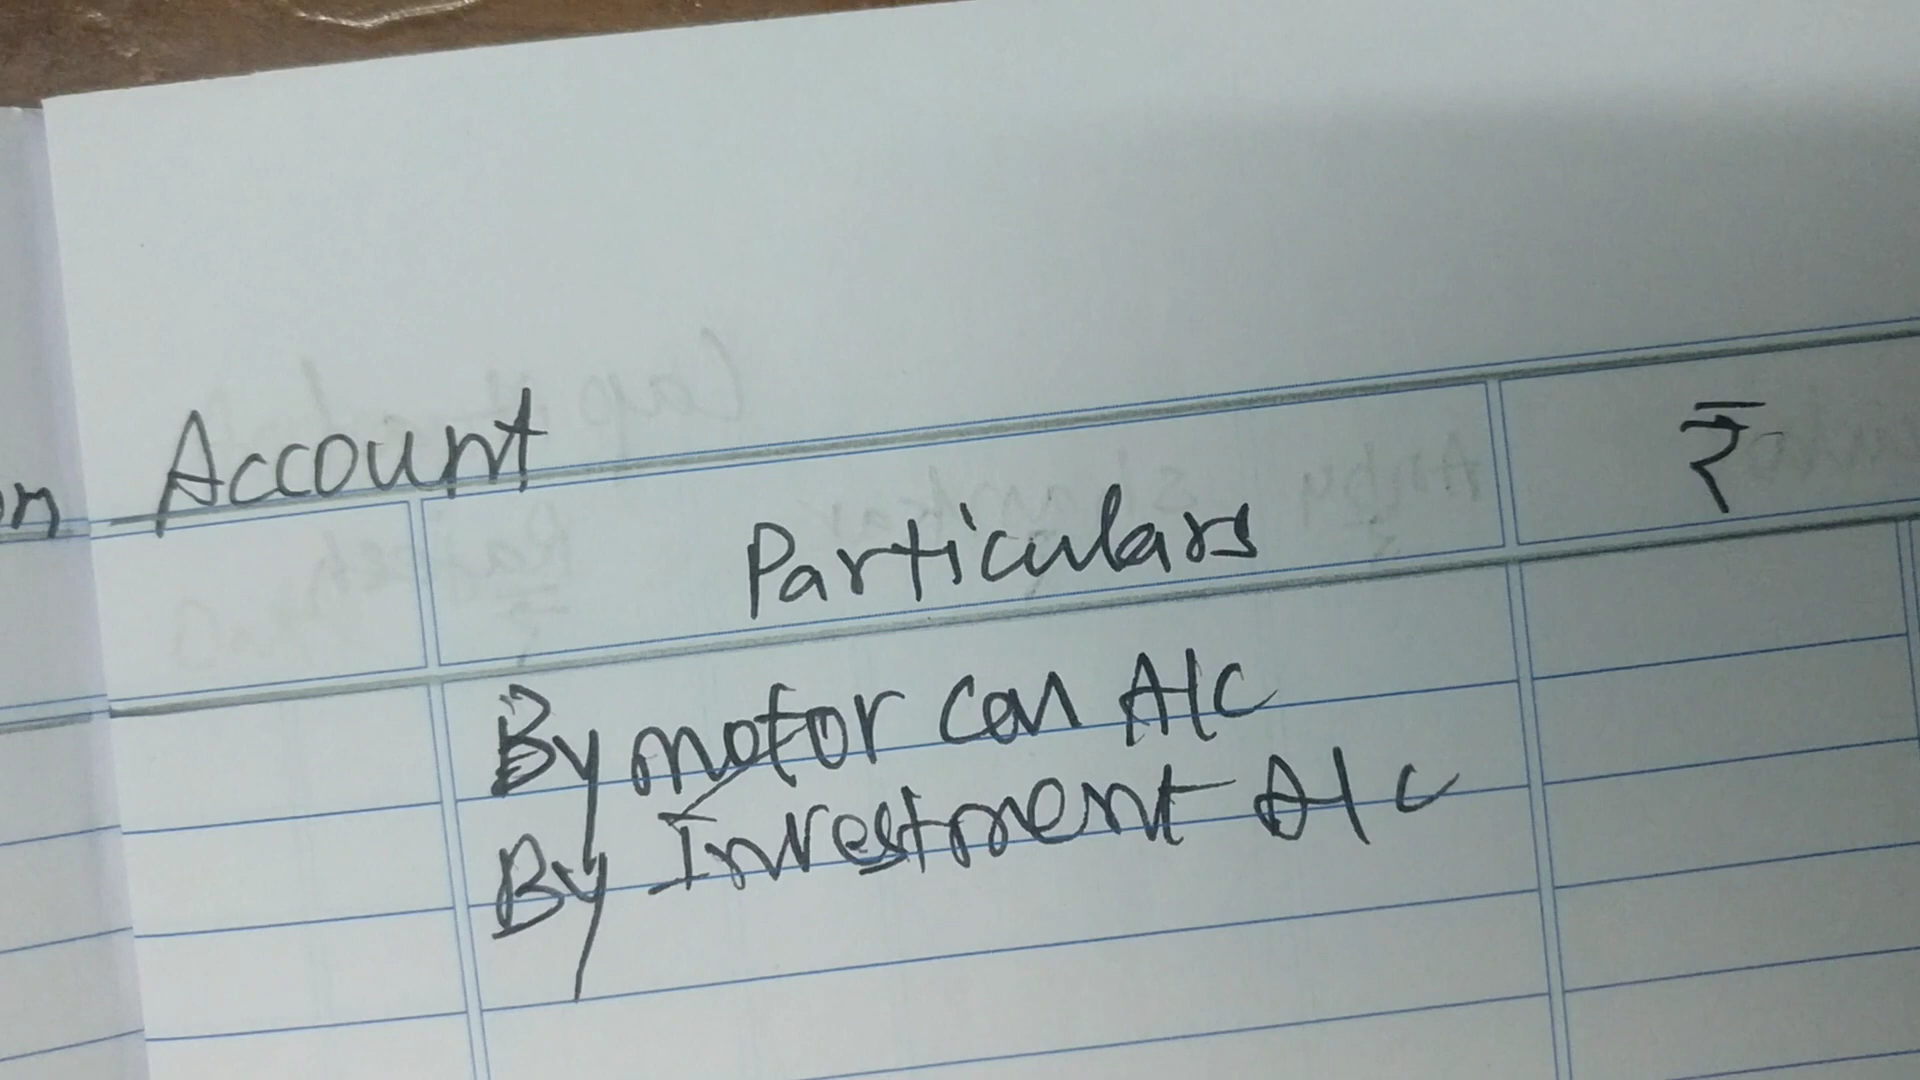 n Account
Particulars ₹
By motor car A/c
By Investment A/c